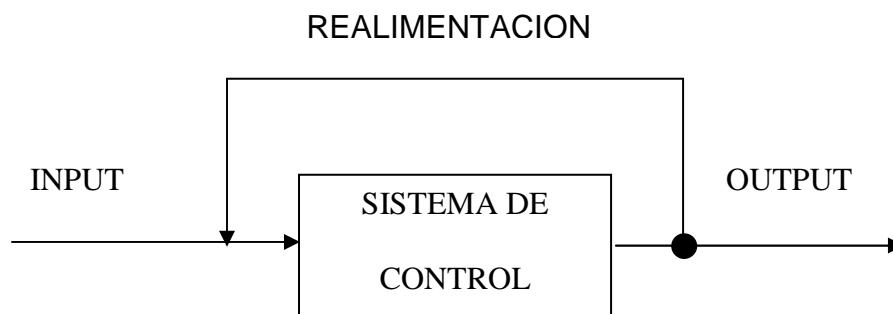 REALIMENTACION
INPUT
SISTEMA DE
CONTROL
OUTPUT